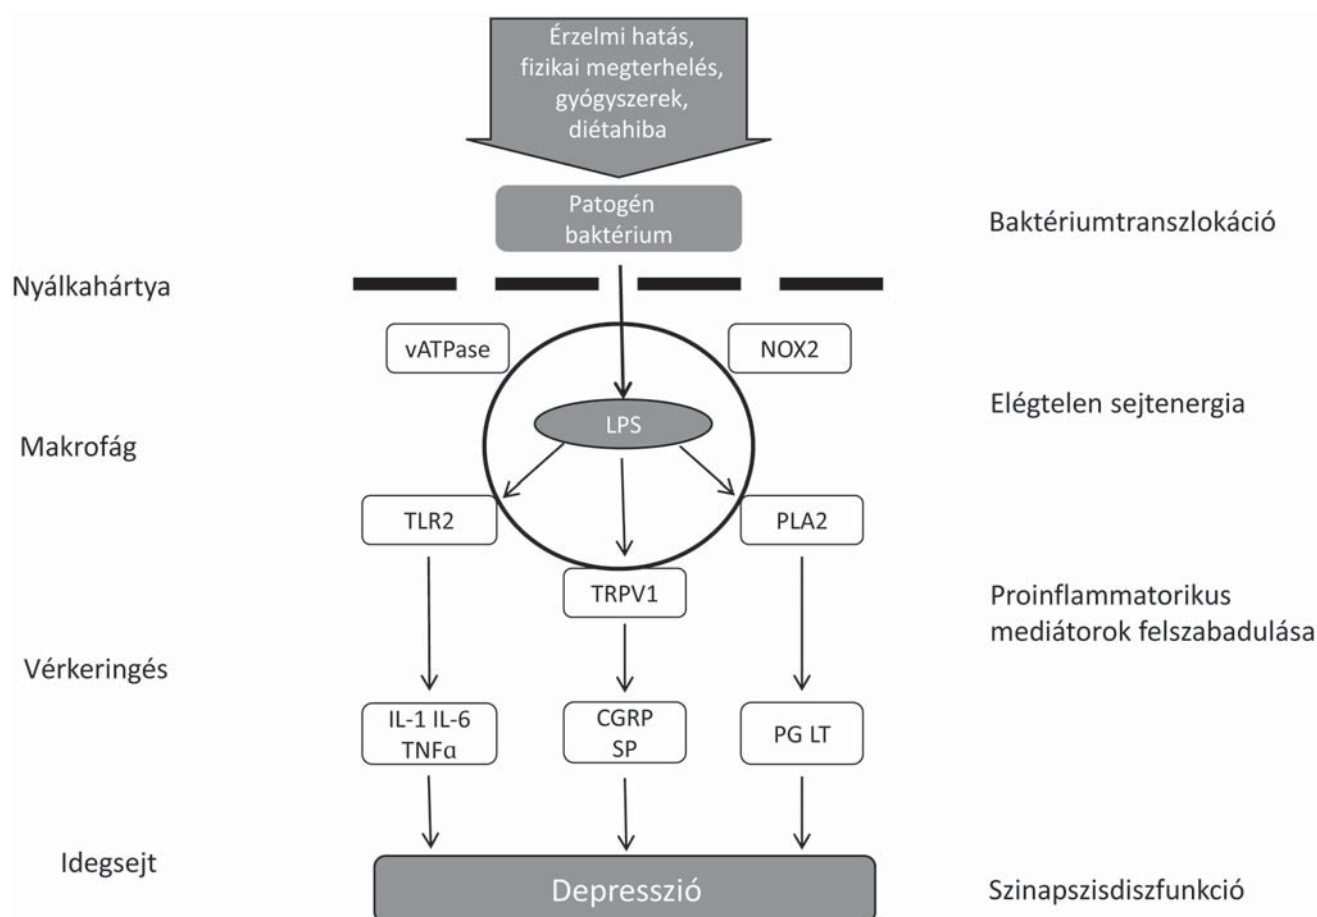 Érzelmi hatás,
fizikai megterhelés,
gyógyszerek,
diétahiba
Patogén
baktérium
Baktériumtranszlokáció
Nyálkahártya
vATPase
NOX2
Elégtelen sejtenergia
LPS
Makrofág
TLR2
PLA2
TRPV1
Proinflammatorikus
mediátorok felszabadulása
Vérkeringés
IL-1 IL-6
TNFα
CGRP
SP
PG LT
Idegsejt
Depresszió
Szinapszisdiszfunkció